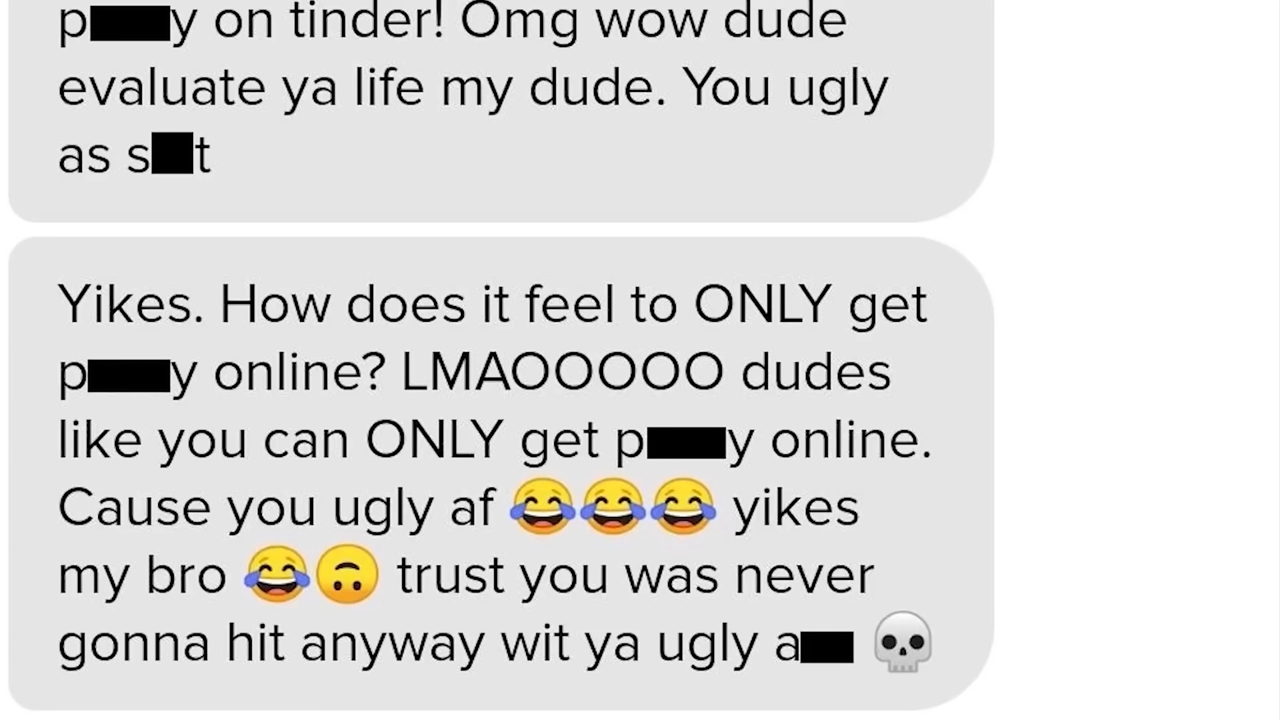 p██y on tinder! Omg wow dude
evaluate ya life my dude. You ugly
as s█t
Yikes. How does it feel to ONLY get
p██y online? LMAOOOOO dudes
like you can ONLY get p██y online.
Cause you ugly af 😂😂😂 yikes
my bro 😂🙃 trust you was never
gonna hit anyway wit ya ugly a██ 💀